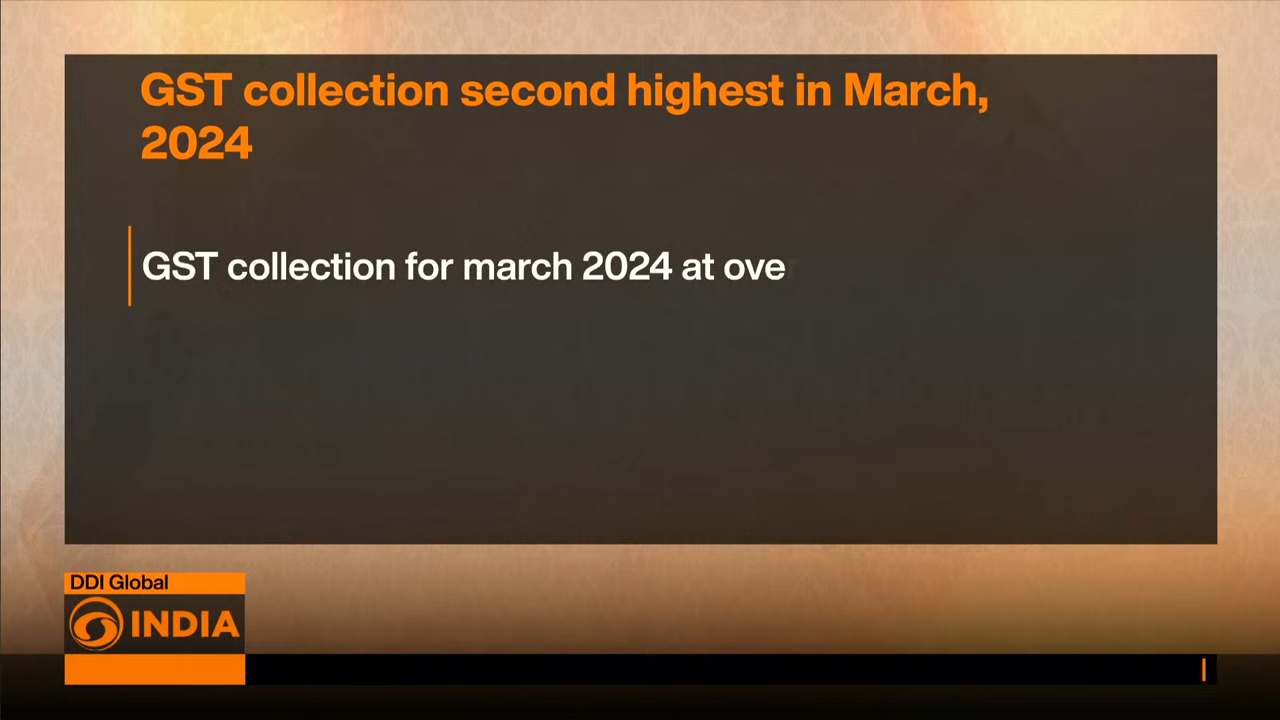 GST collection second highest in March,
2024
GST collection for march 2024 at ove
DDI Global
INDIA